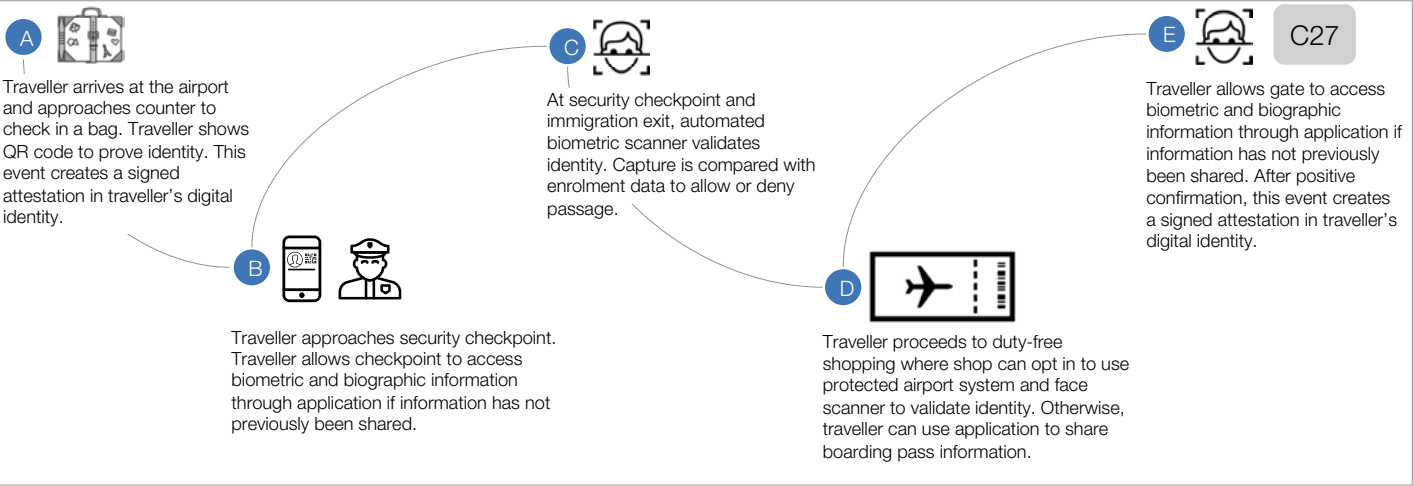 A
Traveller arrives at the airport
and approaches counter to
check in a bag. Traveller shows
QR code to prove identity. This
event creates a signed
attestation in traveller’s digital
identity.
B
Traveller approaches security checkpoint.
Traveller allows checkpoint to access
biometric and biographic information
through application if information has not
previously been shared.
C
At security checkpoint and
immigration exit, automated
biometric scanner validates
identity. Capture is compared with
enrolment data to allow or deny
passage.
D
Traveller proceeds to duty-free
shopping where shop can opt in to use
protected airport system and face
scanner to validate identity. Otherwise,
traveller can use application to share
boarding pass information.
E
C27
Traveller allows gate to access
biometric and biographic
information through application if
information has not previously
been shared. After positive
confirmation, this event creates
a signed attestation in traveller’s
digital identity.